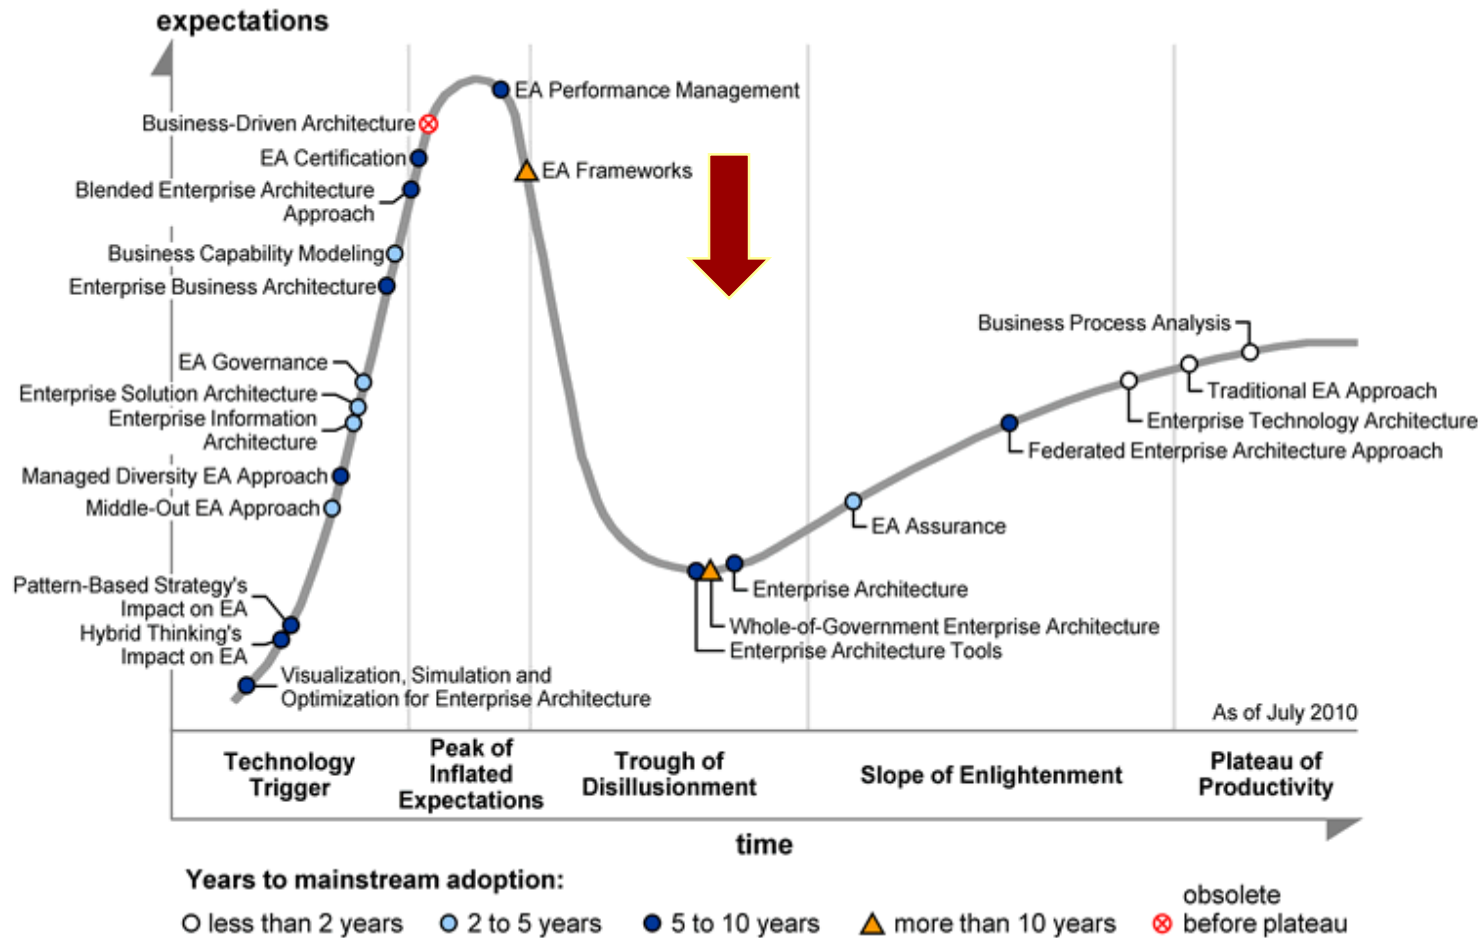 expectations
EA Performance Management
Business-Driven Architecture
EA Certification
EA Frameworks
Blended Enterprise Architecture
Approach
Business Capability Modeling
Enterprise Business Architecture
Business Process Analysis
EA Governance
Traditional EA Approach
Enterprise Solution Architecture
Enterprise Information
Architecture
Enterprise Technology Architecture
Federated Enterprise Architecture Approach
Managed Diversity EA Approach
Middle-Out EA Approach
EA Assurance
Pattern-Based Strategy's
Impact on EA
Enterprise Architecture
Hybrid Thinking's
Impact on EA
Whole-of-Government Enterprise Architecture
Enterprise Architecture Tools
Visualization, Simulation and
Optimization for Enterprise Architecture
As of July 2010
Technology
Trigger
Peak of
Inflated
Expectations
Trough of
Disillusionment
Slope of Enlightenment
Plateau of
Productivity
time
Years to mainstream adoption:
less than 2 years
2 to 5 years
5 to 10 years
more than 10 years
obsolete
before plateau